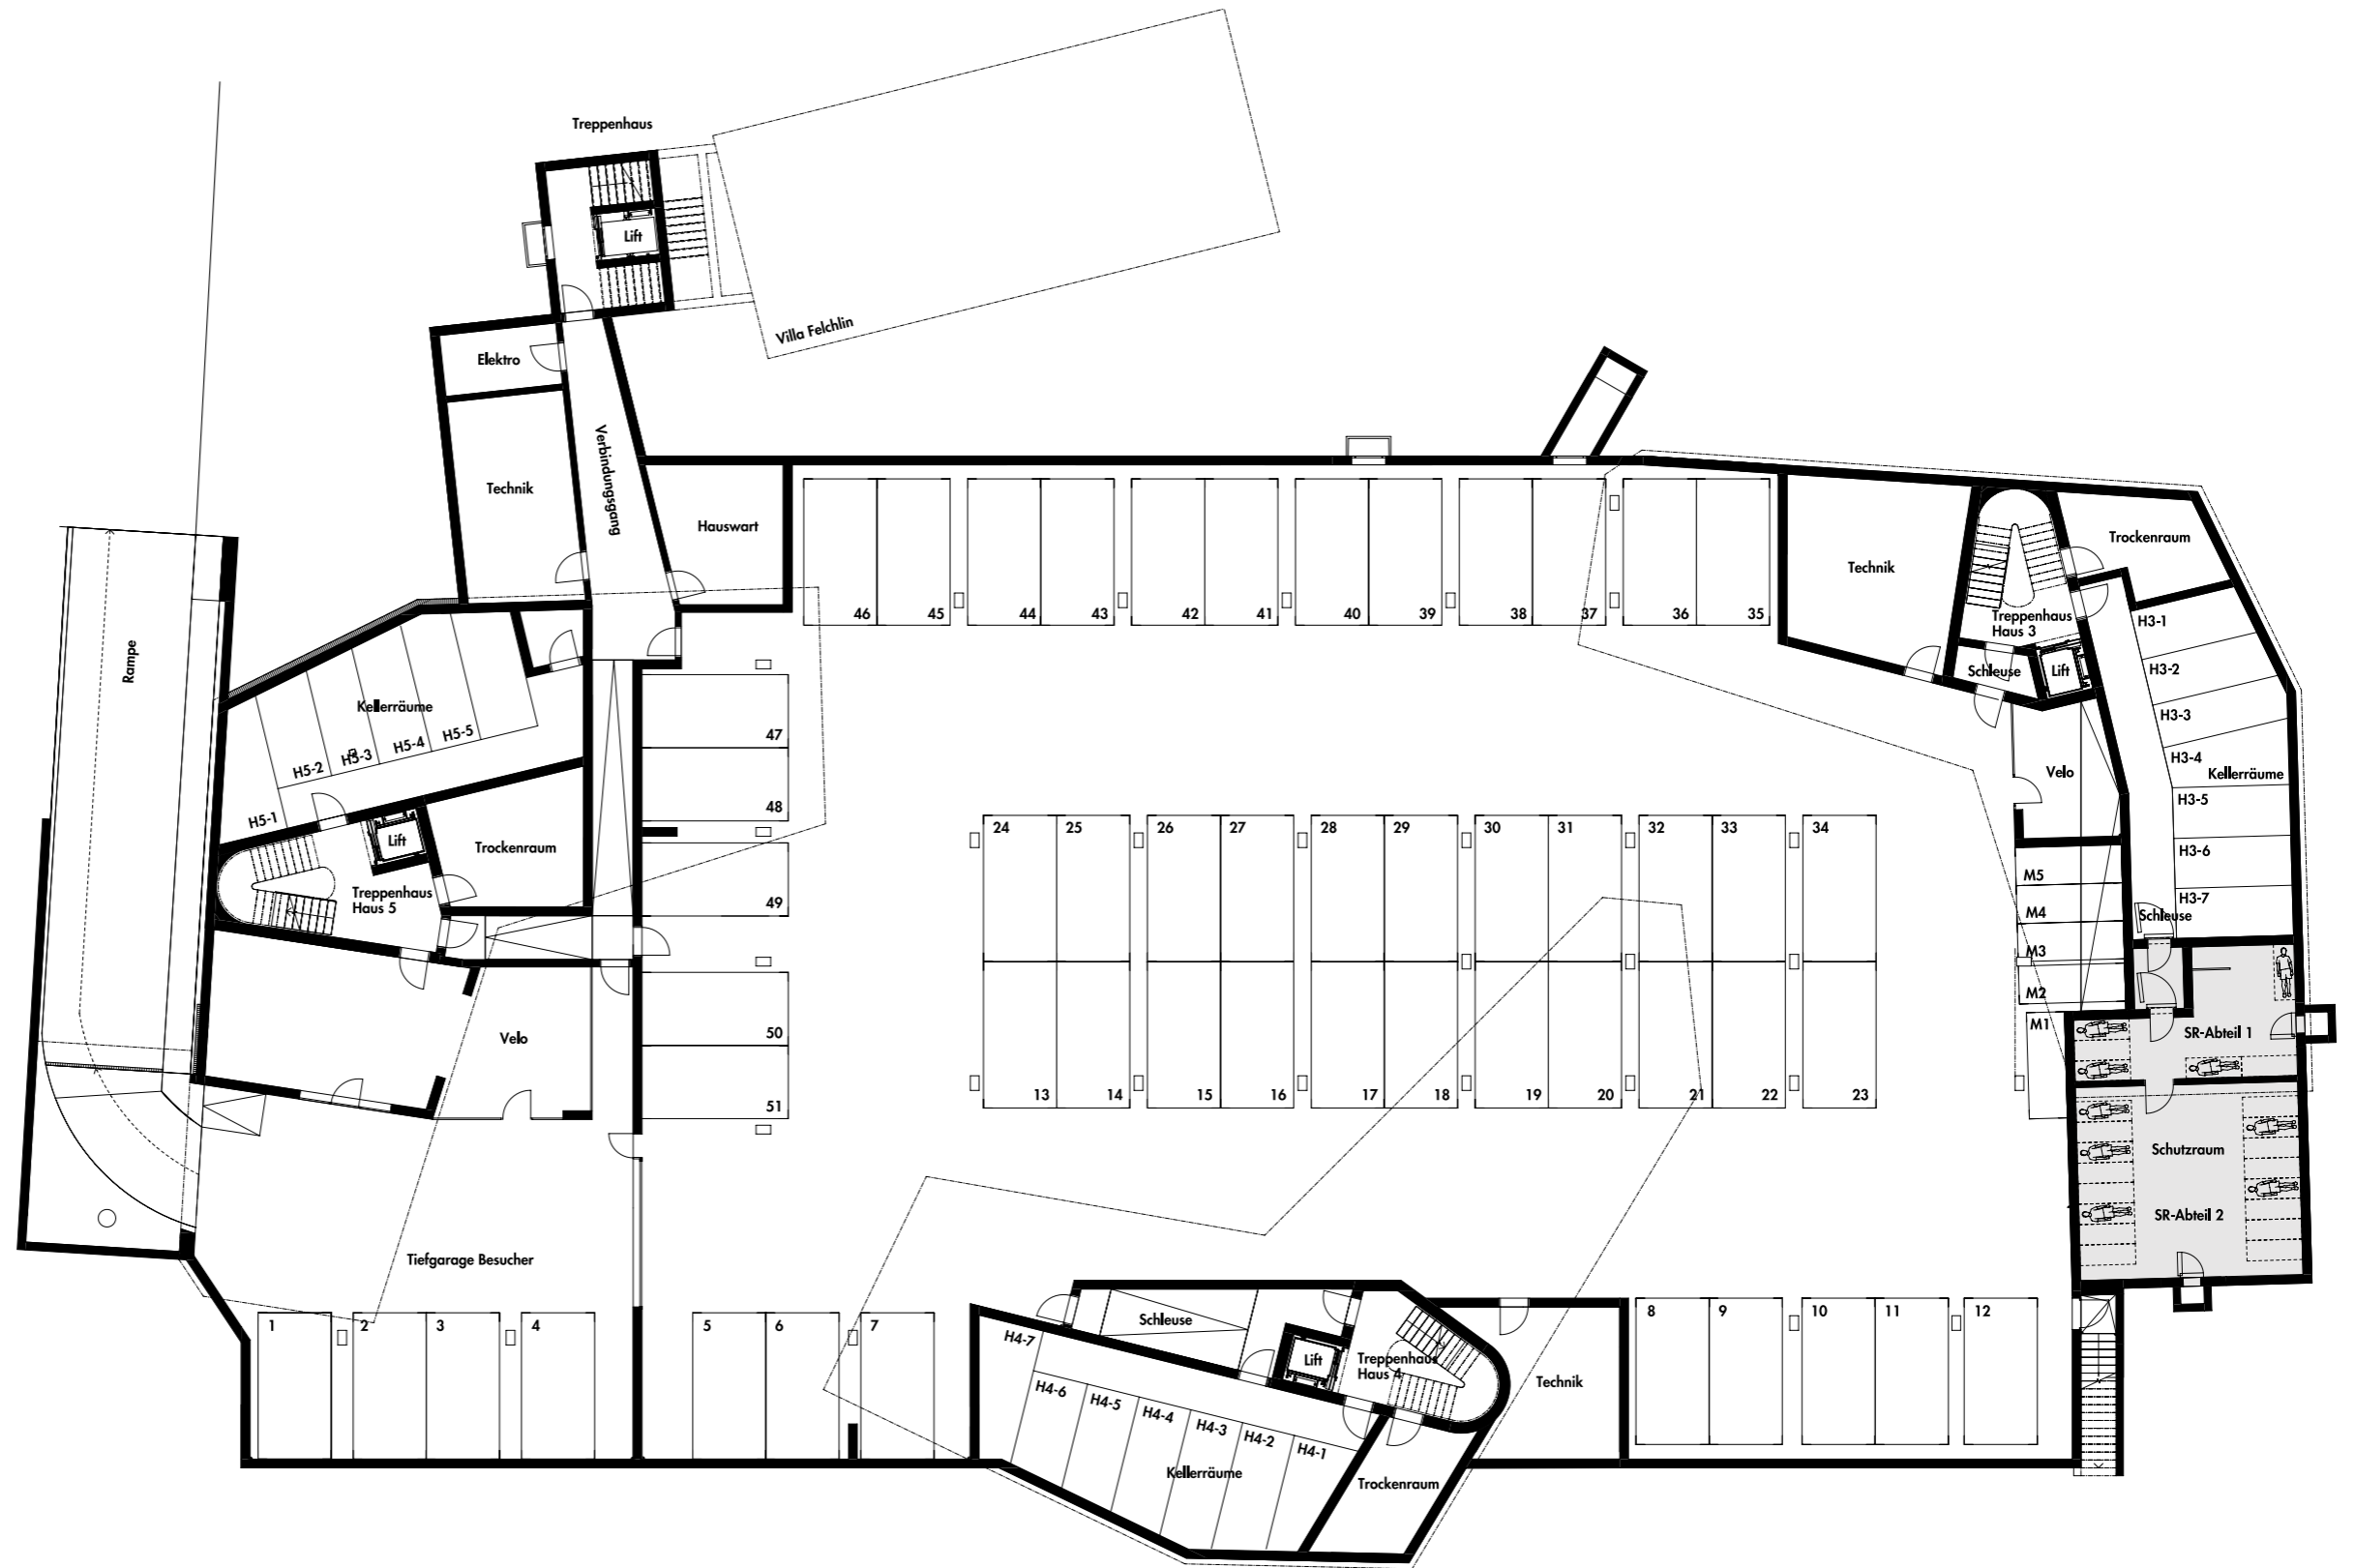 Treppenhaus
Lift
Villa Felchlin
Elektro
Verbindungsgang
Technik
Hauswart
46
45
44
43
42
41
40
39
38
37
36
35
Technik
Trockenraum
Treppenhaus
Haus 3
Schleuse
Lift
H3-1
H3-2
H3-3
H3-4
Kellerräume
H3-5
H3-6
H3-7
Schleuse
Velo
M5
M4
M3
M2
M1
SR-Abteil 1
Schutzraum
SR-Abteil 2
Rampe
Kellerräume
H5-5
H5-4
H5-3
H5-2
H5-1
Lift
Trockenraum
Treppenhaus
Haus 5
Velo
47
48
49
50
51
24
25
26
27
28
29
30
31
32
33
34
13
14
15
16
17
18
19
20
21
22
23
Tiefgarage Besucher
1
2
3
4
5
6
7
Schleuse
Lift
Treppenhaus
Haus 4
H4-7
H4-6
H4-5
H4-4
H4-3
H4-2
H4-1
Kellerräume
Trockenraum
Technik
8
9
10
11
12